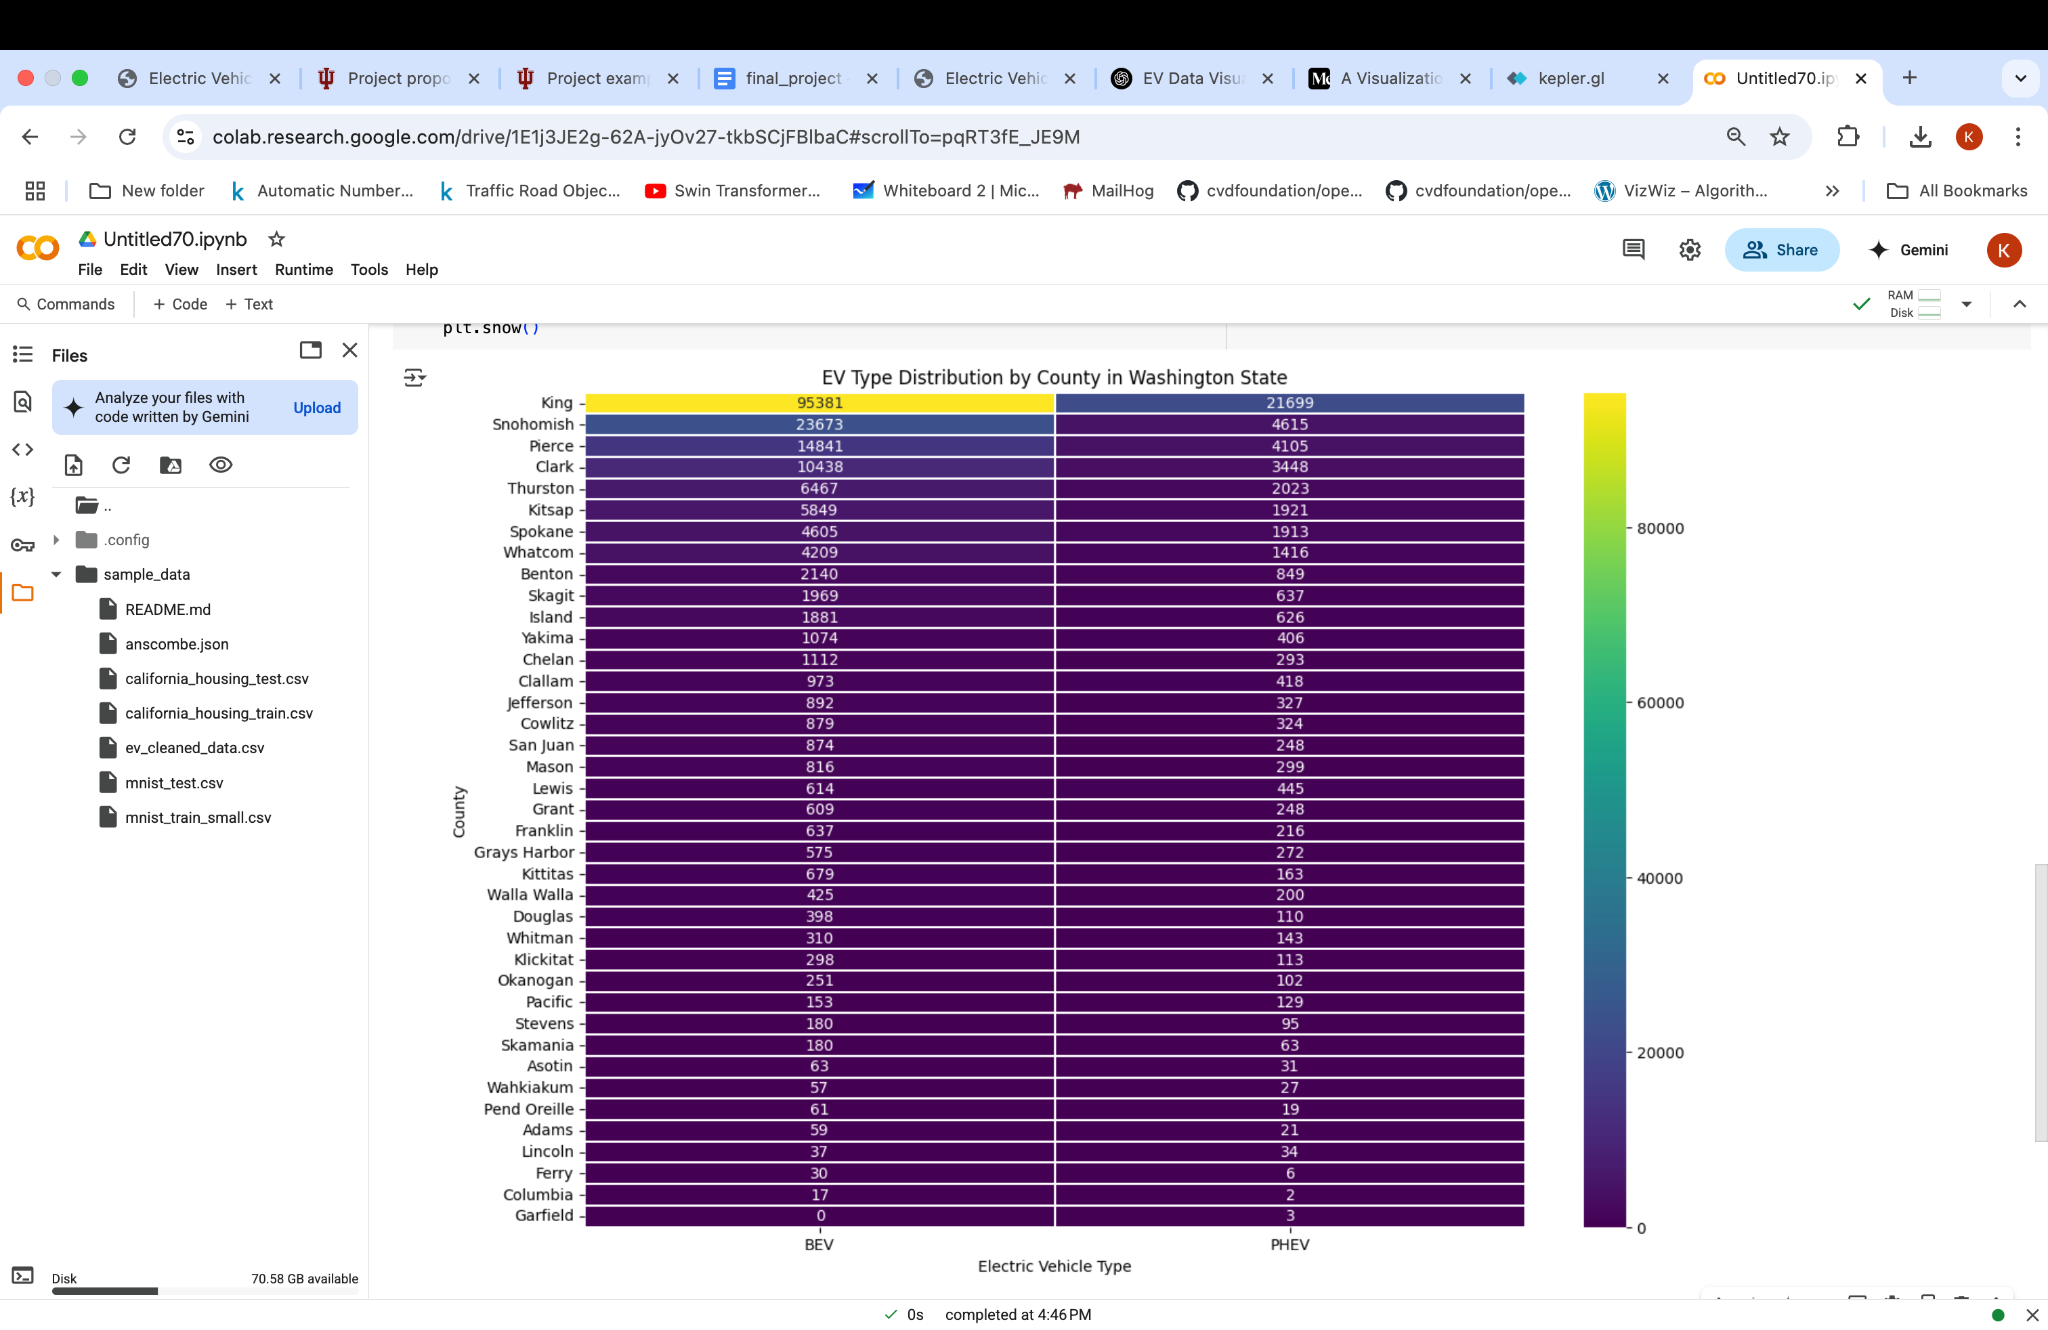 Electric Vehic
Project propo
Project exam
final_project
Electric Vehic
EV Data Visu
A Visualizatio
kepler.gl
Untitled70.ip
colab.research.google.com/drive/1E1j3JE2g-62A-jyOv27-tkbSCjFBlbaC#scrollTo=pqRT3fE_JE9M
K
New folder
Automatic Number...
Traffic Road Objec...
Swin Transformer...
Whiteboard 2 | Mic...
MailHog
cvdfoundation/ope...
cvdfoundation/ope...
VizWiz – Algorith...
All Bookmarks
Untitled70.ipynb
File Edit View Insert Runtime Tools Help
Share
Gemini
K
Commands + Code + Text
RAM
Disk
Files
Analyze your files with
code written by Gemini
Upload
{x}
..
.config
sample_data
README.md
anscombe.json
california_housing_test.csv
california_housing_train.csv
ev_cleaned_data.csv
mnist_test.csv
mnist_train_small.csv
Disk 70.58 GB available
plt.show()
EV Type Distribution by County in Washington State
King 95381 21699
Snohomish 23673 4615
Pierce 14841 4105
Clark 10438 3448
Thurston 6467 2023
Kitsap 5849 1921
Spokane 4605 1913
Whatcom 4209 1416
Benton 2140 849
Skagit 1969 637
Island 1881 626
Yakima 1074 406
Chelan 1112 293
Clallam 973 418
Jefferson 892 327
Cowlitz 879 324
San Juan 874 248
Mason 816 299
Lewis 614 445
Grant 609 248
Franklin 637 216
Grays Harbor 575 272
Kittitas 679 163
Walla Walla 425 200
Douglas 398 110
Whitman 310 143
Klickitat 298 113
Okanogan 251 102
Pacific 153 129
Stevens 180 95
Skamania 180 63
Asotin 63 31
Wahkiakum 57 27
Pend Oreille 61 19
Adams 59 21
Lincoln 37 34
Ferry 30 6
Columbia 17 2
Garfield 0 3
BEV PHEV
Electric Vehicle Type
County
80000
60000
40000
20000
0
0s completed at 4:46 PM